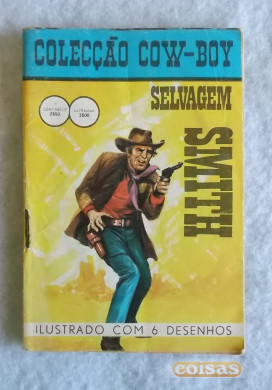 COLECÇÃO COW-BOY
SELVAGEM
SMITH
ILUSTRADO COM 6 DESENHOS
coisas